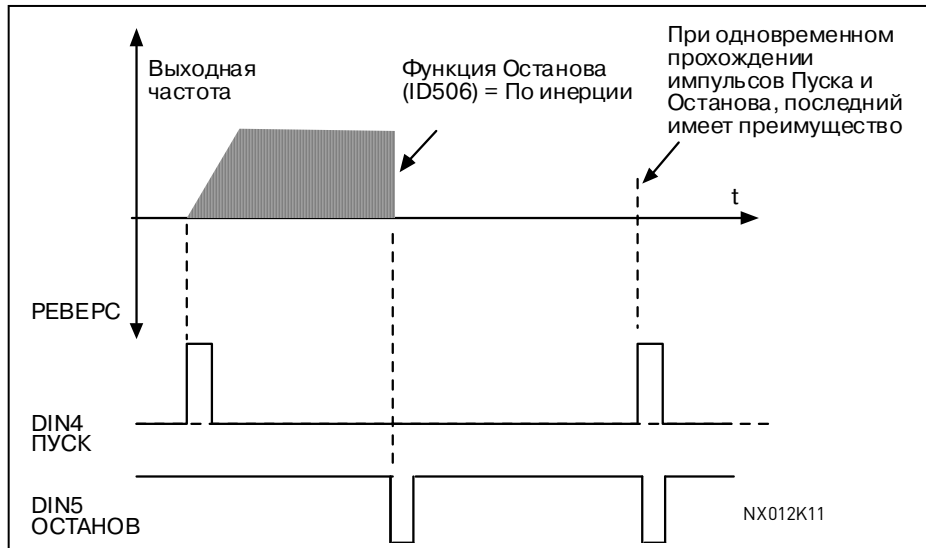 Выходная
частота
Функция Останова
(ID506) = По инерции
При одновременном
прохождении
импульсов Пуска и
Останова, последний
имеет преимущество
t
РЕВЕРС
DIN4
ПУСК
DIN5
ОСТАНОВ
NX012K11